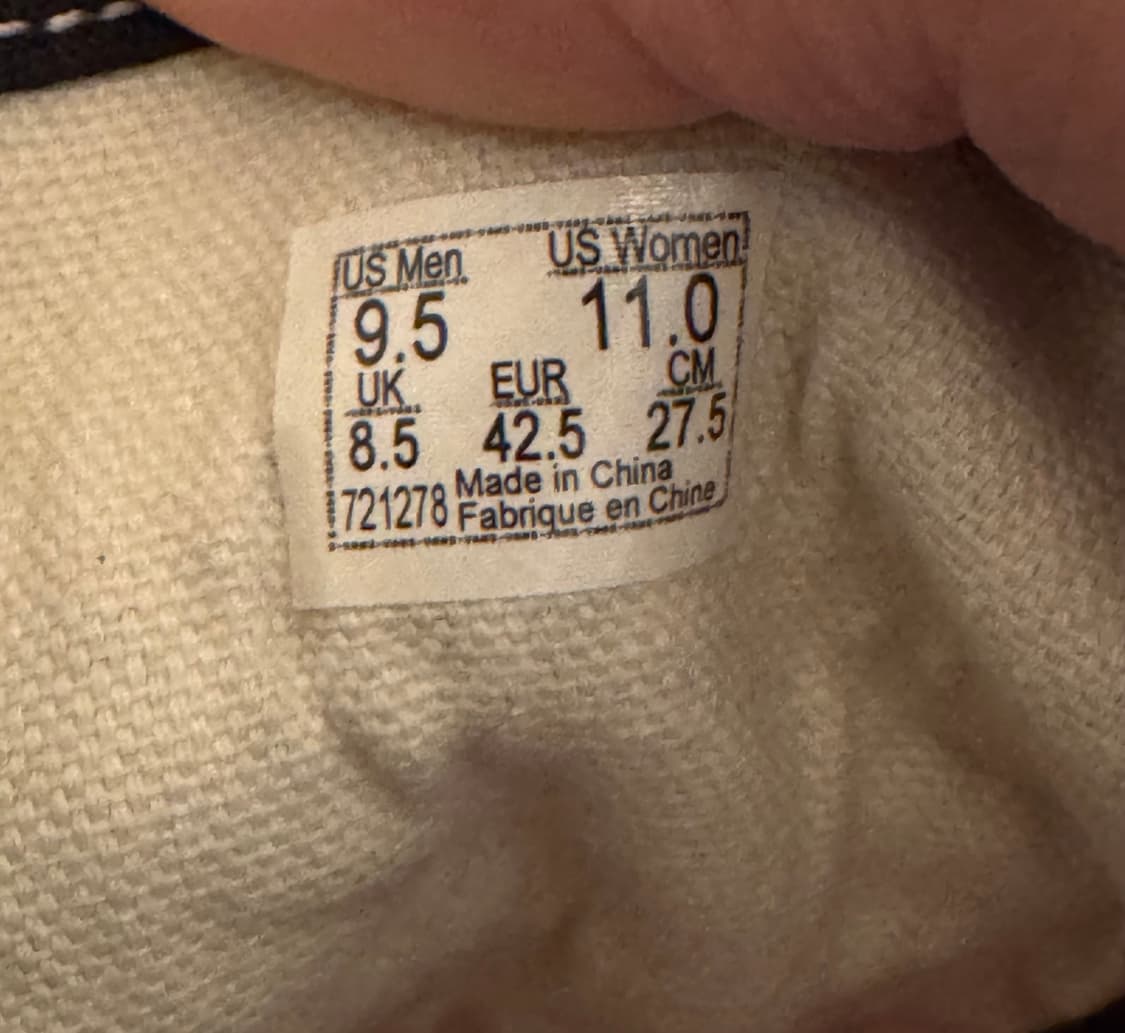 US Men US Women
9.5 11.0
UK EUR CM
8.5 42.5 27.5
721278 Made in China
Fabrique en Chine